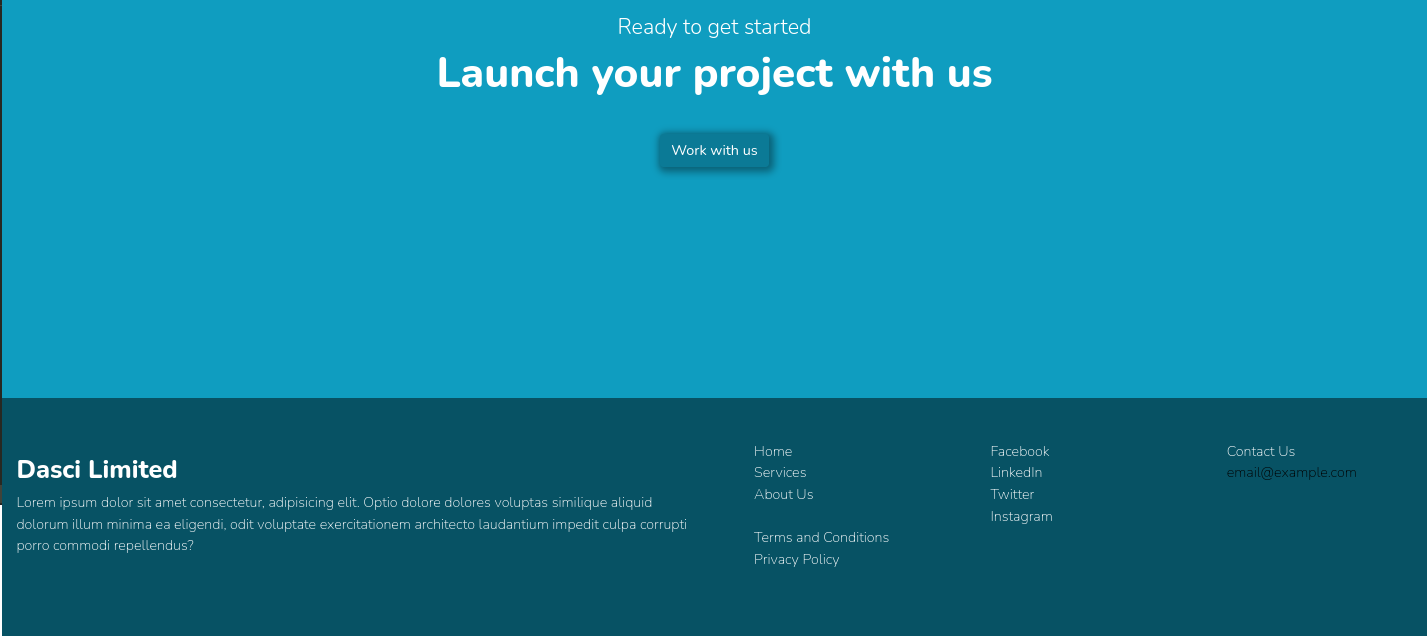 Ready to get started
Launch your project with us
Work with us
Dasci Limited
Lorem ipsum dolor sit amet consectetur, adipisicing elit. Optio dolore dolores voluptas similique aliquid
dolorum illum minima ea eligendi, odit voluptate exercitationem architecto laudantium impedit culpa corrupti
porro commodi repellendus?
Home
Services
About Us
Terms and Conditions
Privacy Policy
Facebook
LinkedIn
Twitter
Instagram
Contact Us
email@example.com